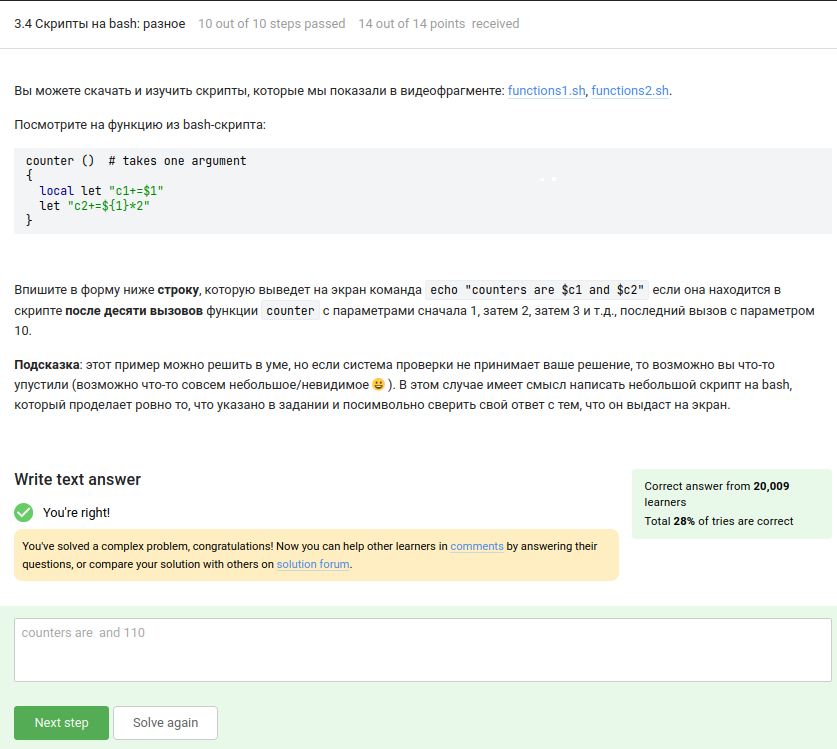 3.4 Скрипты на bash: разное 10 out of 10 steps passed 14 out of 14 points received
Вы можете скачать и изучить скрипты, которые мы показали в видеофрагменте: functions1.sh, functions2.sh.
Посмотрите на функцию из bash-скрипта:
counter () # takes one argument
{
local let "c1+=$1"
let "c2+=${1}*2"
}
Впишите в форму ниже строку, которую выведет на экран команда echo "counters are $c1 and $c2" если она находится в
скрипте после десяти вызовов функции counter с параметрами сначала 1, затем 2, затем 3 и т.д., последний вызов с параметром
10.
Подсказка: этот пример можно решить в уме, но если система проверки не принимает ваше решение, то возможно вы что-то
упустили (возможно что-то совсем небольшое/невидимое 😀 ). В этом случае имеет смысл написать небольшой скрипт на bash,
который проделает ровно то, что указано в задании и посимвольно сверить свой ответ с тем, что он выдаст на экран.
Write text answer
You're right!
You've solved a complex problem, congratulations! Now you can help other learners in comments by answering their
questions, or compare your solution with others on solution forum.
Correct answer from 20,009
learners
Total 28% of tries are correct
counters are  and 110
Next step Solve again